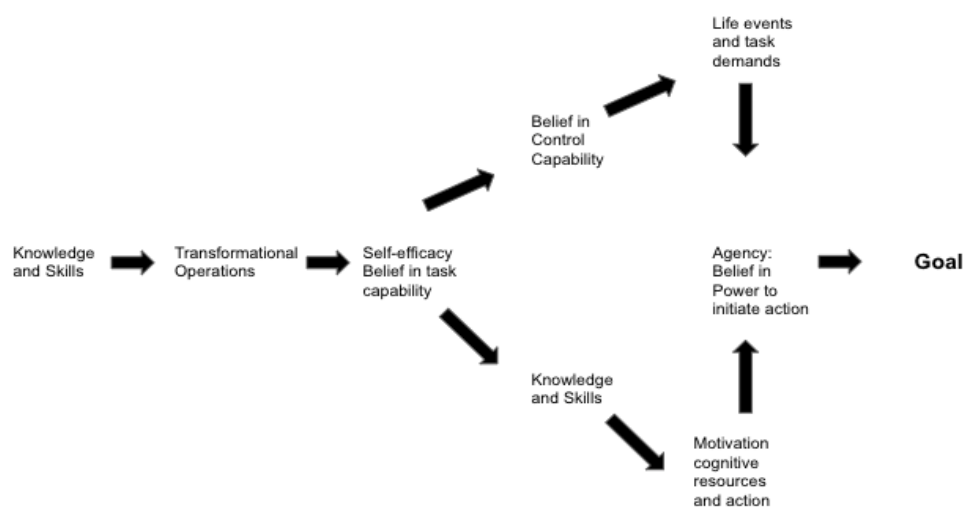 Life events
and task
demands
Belief in
Control
Capability
Knowledge
and Skills
Transformational
Operations
Self-efficacy
Belief in task
capability
Agency:
Belief in
Power to
initiate action
Goal
Knowledge
and Skills
Motivation
cognitive
resources
and action